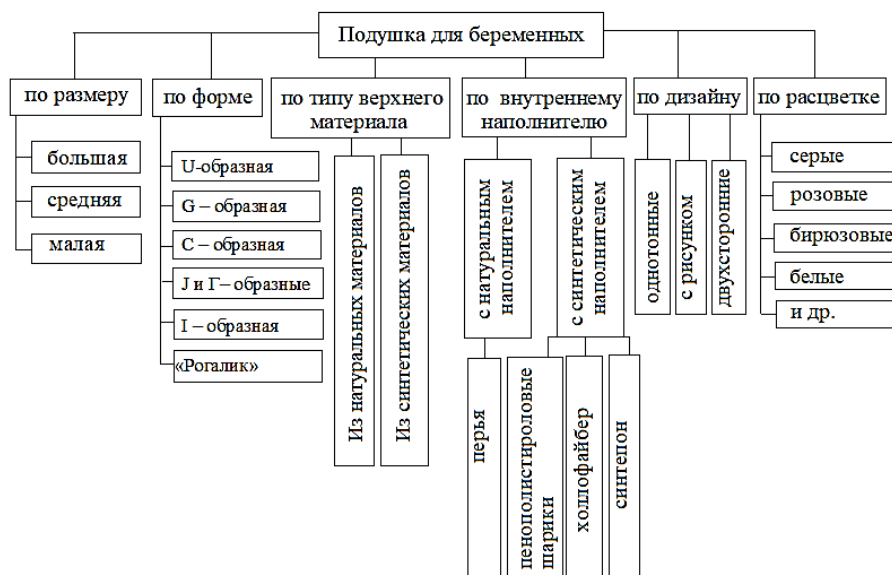 Подушка для беременных
по размеру
большая
средняя
малая
по форме
U-образная
G – образная
С – образная
J и Г – образные
I – образная
«Рогалик»
по типу верхнего
материала
Из натуральных материалов
Из синтетических материалов
по внутреннему
наполнителю
с натуральным
наполнителем
перья
с синтетическим
наполнителем
пенополистироловые
шарики
холлофайбер
синтепон
по дизайну
однотонные
с рисунком
двухсторонние
по расцветке
серые
розовые
бирюзовые
белые
и др.